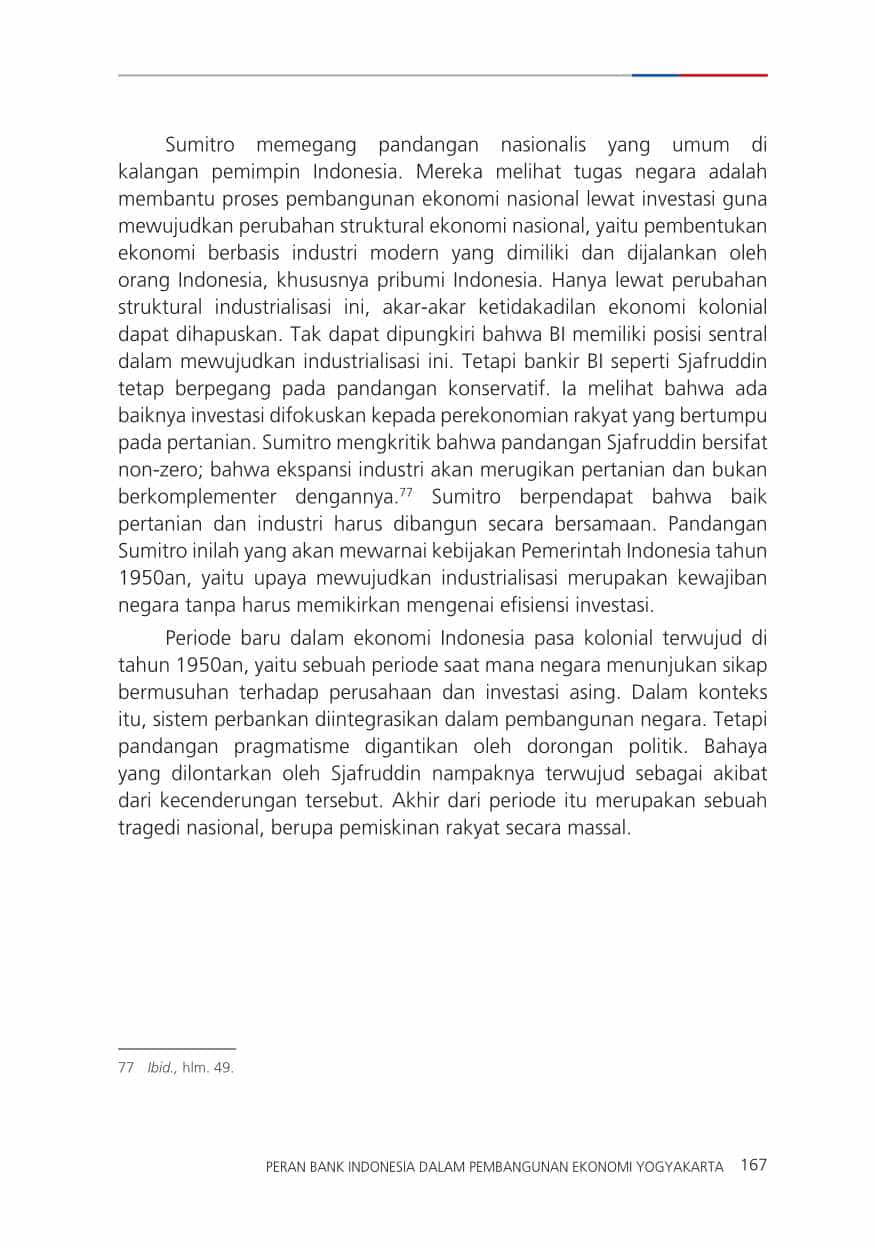 Sumitro memegang pandangan nasionalis yang umum di
kalangan pemimpin Indonesia. Mereka melihat tugas negara adalah
membantu proses pembangunan ekonomi nasional lewat investasi guna
mewujudkan perubahan struktural ekonomi nasional, yaitu pembentukan
ekonomi berbasis industri modern yang dimiliki dan dijalankan oleh
orang Indonesia, khususnya pribumi Indonesia. Hanya lewat perubahan
struktural industrialisasi ini, akar-akar ketidakadilan ekonomi kolonial
dapat dihapuskan. Tak dapat dipungkiri bahwa BI memiliki posisi sentral
dalam mewujudkan industrialisasi ini. Tetapi bankir BI seperti Sjafruddin
tetap berpegang pada pandangan konservatif. Ia melihat bahwa ada
baiknya investasi difokuskan kepada perekonomian rakyat yang bertumpu
pada pertanian. Sumitro mengkritik bahwa pandangan Sjafruddin bersifat
non-zero; bahwa ekspansi industri akan merugikan pertanian dan bukan
berkomplementer dengannya.77 Sumitro berpendapat bahwa baik
pertanian dan industri harus dibangun secara bersamaan. Pandangan
Sumitro inilah yang akan mewarnai kebijakan Pemerintah Indonesia tahun
1950an, yaitu upaya mewujudkan industrialisasi merupakan kewajiban
negara tanpa harus memikirkan mengenai efisiensi investasi.
Periode baru dalam ekonomi Indonesia pasa kolonial terwujud di
tahun 1950an, yaitu sebuah periode saat mana negara menunjukan sikap
bermusuhan terhadap perusahaan dan investasi asing. Dalam konteks
itu, sistem perbankan diintegrasikan dalam pembangunan negara. Tetapi
pandangan pragmatisme digantikan oleh dorongan politik. Bahaya
yang dilontarkan oleh Sjafruddin nampaknya terwujud sebagai akibat
dari kecenderungan tersebut. Akhir dari periode itu merupakan sebuah
tragedi nasional, berupa pemiskinan rakyat secara massal.
77 Ibid., hlm. 49.
PERAN BANK INDONESIA DALAM PEMBANGUNAN EKONOMI YOGYAKARTA 167